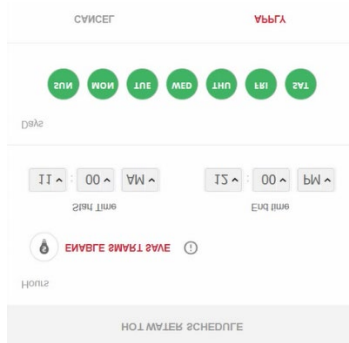 HOT WATER SCHEDULE
Hours
ENABLE SMART SAVE
Start Time End time
11 : 00 AM 12 : 00 PM
Days
SUN MON TUE WED THU FRI SAT
CANCEL APPLY